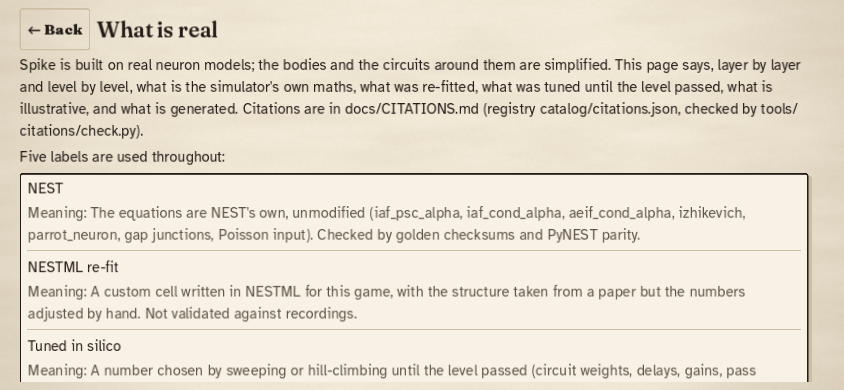 ← Back What is real
Spike is built on real neuron models; the bodies and the circuits around them are simplified. This page says, layer by layer
and level by level, what is the simulator's own maths, what was re-fitted, what was tuned until the level passed, what is
illustrative, and what is generated. Citations are in docs/CITATIONS.md (registry catalog/citations.json, checked by tools/
citations/check.py).
Five labels are used throughout:
NEST
Meaning: The equations are NEST's own, unmodified (iaf_psc_alpha, iaf_cond_alpha, aeif_cond_alpha, izhikevich,
parrot_neuron, gap junctions, Poisson input). Checked by golden checksums and PyNEST parity.
NESTML re-fit
Meaning: A custom cell written in NESTML for this game, with the structure taken from a paper but the numbers
adjusted by hand. Not validated against recordings.
Tuned in silico
Meaning: A number chosen by sweeping or hill-climbing until the level passed (circuit weights, delays, gains, pass